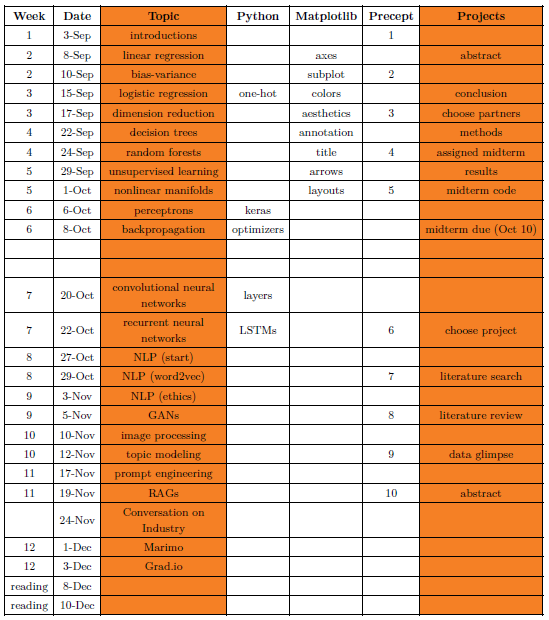 Week Date Topic Python Matplotlib Precept Projects
1 3-Sep introductions 1
2 8-Sep linear regression axes abstract
2 10-Sep bias-variance subplot 2
3 15-Sep logistic regression one-hot colors conclusion
3 17-Sep dimension reduction aesthetics 3 choose partners
4 22-Sep decision trees annotation methods
4 24-Sep random forests title 4 assigned midterm
5 29-Sep unsupervised learning arrows results
5 1-Oct nonlinear manifolds layouts 5 midterm code
6 6-Oct perceptrons keras
6 8-Oct backpropagation optimizers midterm due (Oct 10)
7 20-Oct convolutional neural networks layers
7 22-Oct recurrent neural networks LSTMs 6 choose project
8 27-Oct NLP (start)
8 29-Oct NLP (word2vec) 7 literature search
9 3-Nov NLP (ethics)
9 5-Nov GANs 8 literature review
10 10-Nov image processing
10 12-Nov topic modeling 9 data glimpse
11 17-Nov prompt engineering
11 19-Nov RAGs 10 abstract
24-Nov Conversation on Industry
12 1-Dec Marimo
12 3-Dec Grad.io
reading 8-Dec
reading 10-Dec